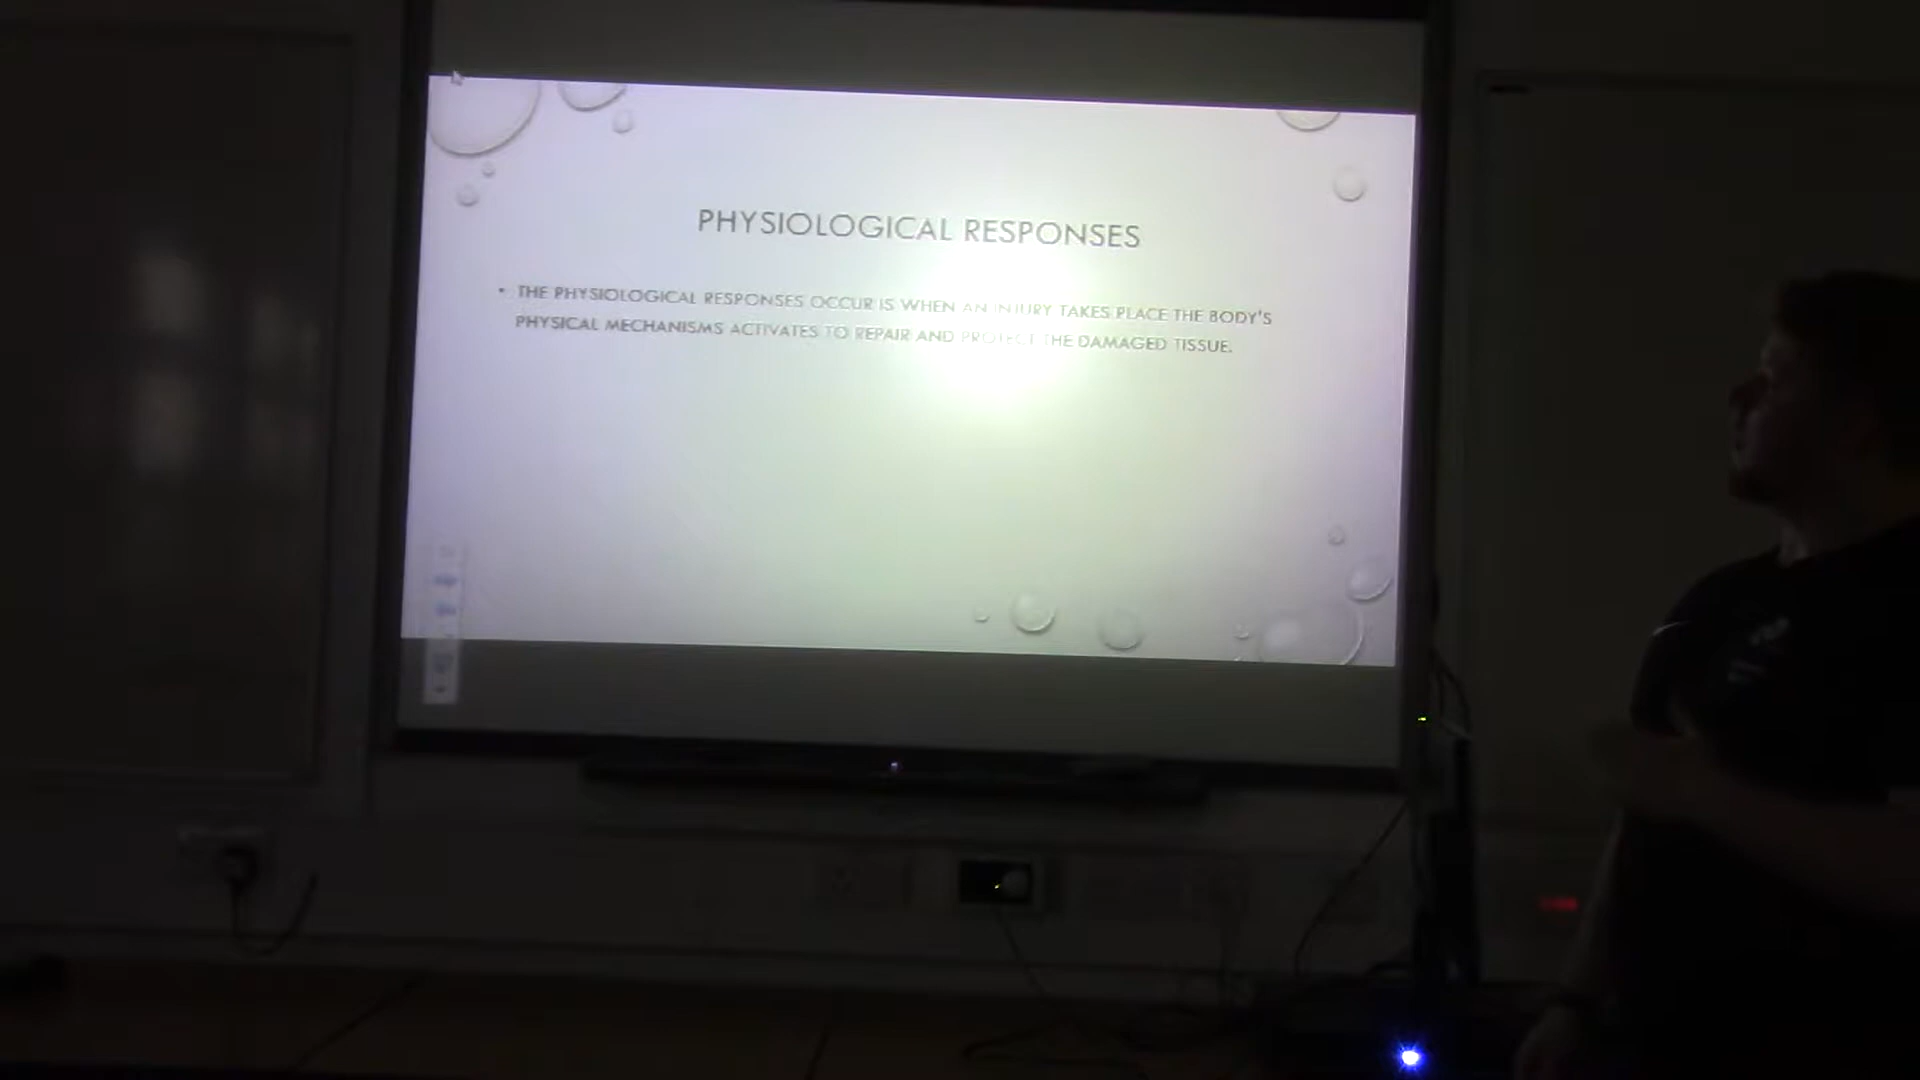 PHYSIOLOGICAL RESPONSES
• THE PHYSIOLOGICAL RESPONSES OCCUR IS WHEN AN INJURY TAKES PLACE THE BODY'S
PHYSICAL MECHANISMS ACTIVATES TO REPAIR AND PROTECT THE DAMAGED TISSUE.